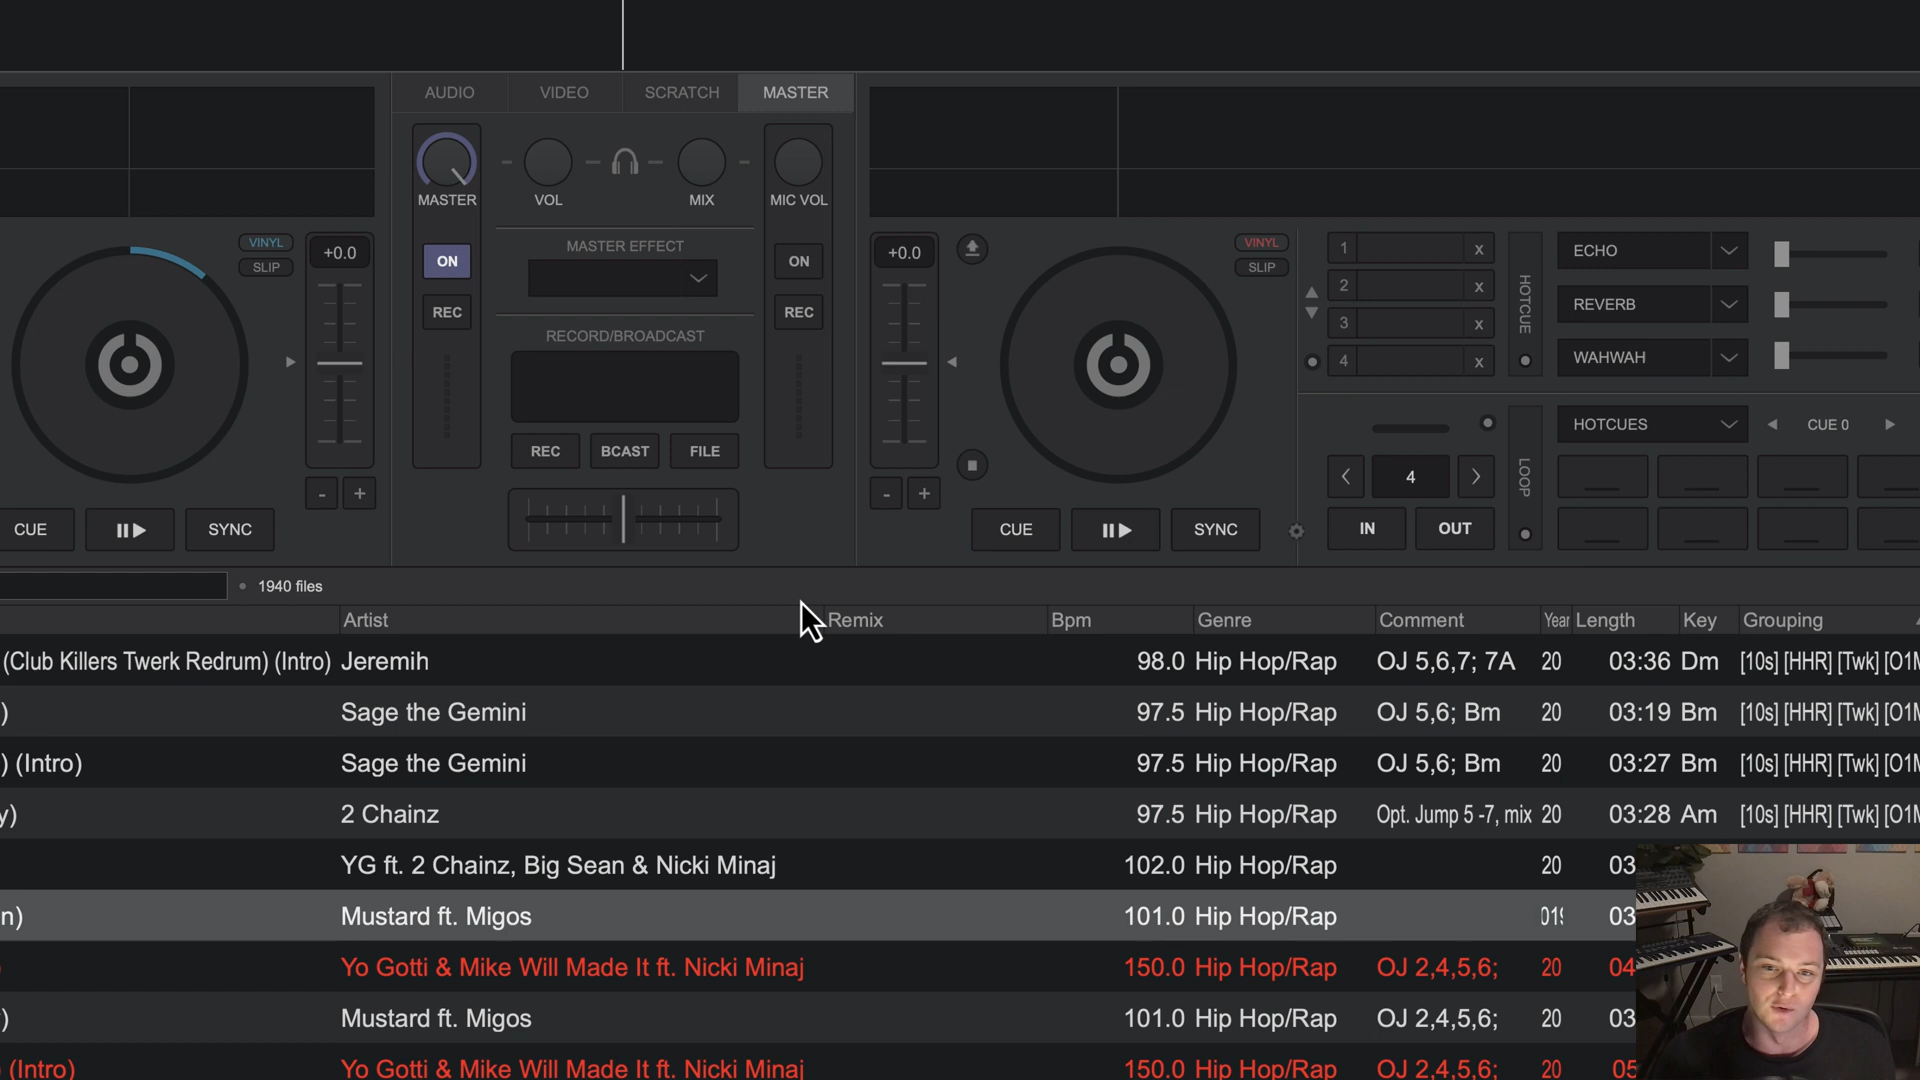 AUDIO VIDEO SCRATCH MASTER
MASTER VOL MIX MIC VOL
VINYL
SLIP
+0.0
ON
REC
MASTER EFFECT
RECORD/BROADCAST
REC BCAST FILE
ON
REC
- +
CUE SYNC
+0.0
- +
VINYL
SLIP
CUE SYNC
1 x
2 x
3 x
4 x
HOTCUE
ECHO
REVERB
WAHWAH
HOTCUES CUE 0
< 4 >
IN OUT
LOOP
1940 files
Artist Remix Bpm Genre Comment Year Length Key Grouping
(Club Killers Twerk Redrum) (Intro) Jeremih 98.0 Hip Hop/Rap OJ 5,6,7; 7A 20 03:36 Dm [10s] [HHR] [Twk] [O1M
) Sage the Gemini 97.5 Hip Hop/Rap OJ 5,6; Bm 20 03:19 Bm [10s] [HHR] [Twk] [O1M
) (Intro) Sage the Gemini 97.5 Hip Hop/Rap OJ 5,6; Bm 20 03:27 Bm [10s] [HHR] [Twk] [O1M
y) 2 Chainz 97.5 Hip Hop/Rap Opt. Jump 5 -7, mix 20 03:28 Am [10s] [HHR] [Twk] [O1M
YG ft. 2 Chainz, Big Sean & Nicki Minaj 102.0 Hip Hop/Rap 20 03
n) Mustard ft. Migos 101.0 Hip Hop/Rap 019 03
) Yo Gotti & Mike Will Made It ft. Nicki Minaj 150.0 Hip Hop/Rap OJ 2,4,5,6; 20 04
) Mustard ft. Migos 101.0 Hip Hop/Rap OJ 2,4,5,6; 20 03
(Intro) Yo Gotti & Mike Will Made It ft. Nicki Minaj 150.0 Hip Hop/Rap OJ 2,4,5,6; 20 05